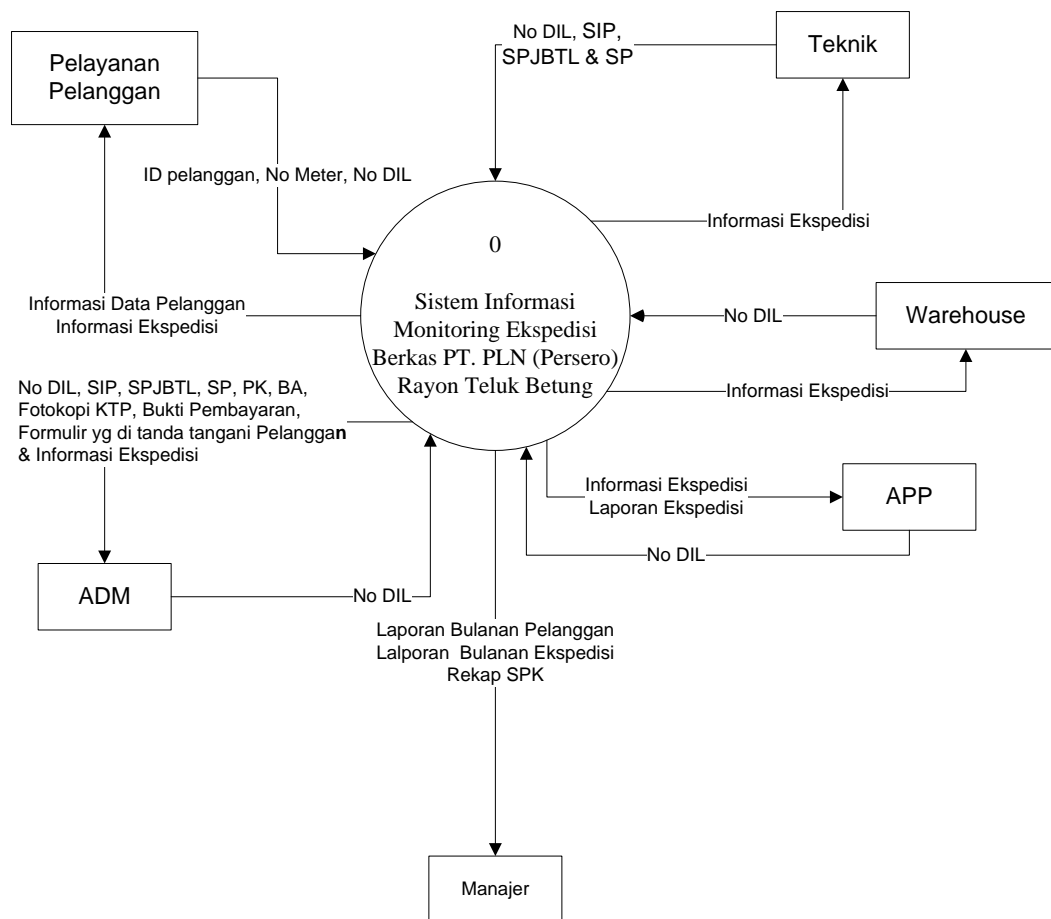 No DIL, SIP,
SPJBTL & SP
Teknik
Pelayanan
Pelanggan
ID pelanggan, No Meter, No DIL
Informasi Ekspedisi
0
Sistem Informasi
Monitoring Ekspedisi
Berkas PT. PLN (Persero)
Rayon Teluk Betung
Informasi Data Pelanggan
Informasi Ekspedisi
No DIL
Warehouse
Informasi Ekspedisi
No DIL, SIP, SPJBTL, SP, PK, BA,
Fotokopi KTP, Bukti Pembayaran,
Formulir yg di tanda tangani Pelanggan
& Informasi Ekspedisi
Informasi Ekspedisi
Laporan Ekspedisi
APP
No DIL
ADM
No DIL
Laporan Bulanan Pelanggan
Lalporan Bulanan Ekspedisi
Rekap SPK
Manajer